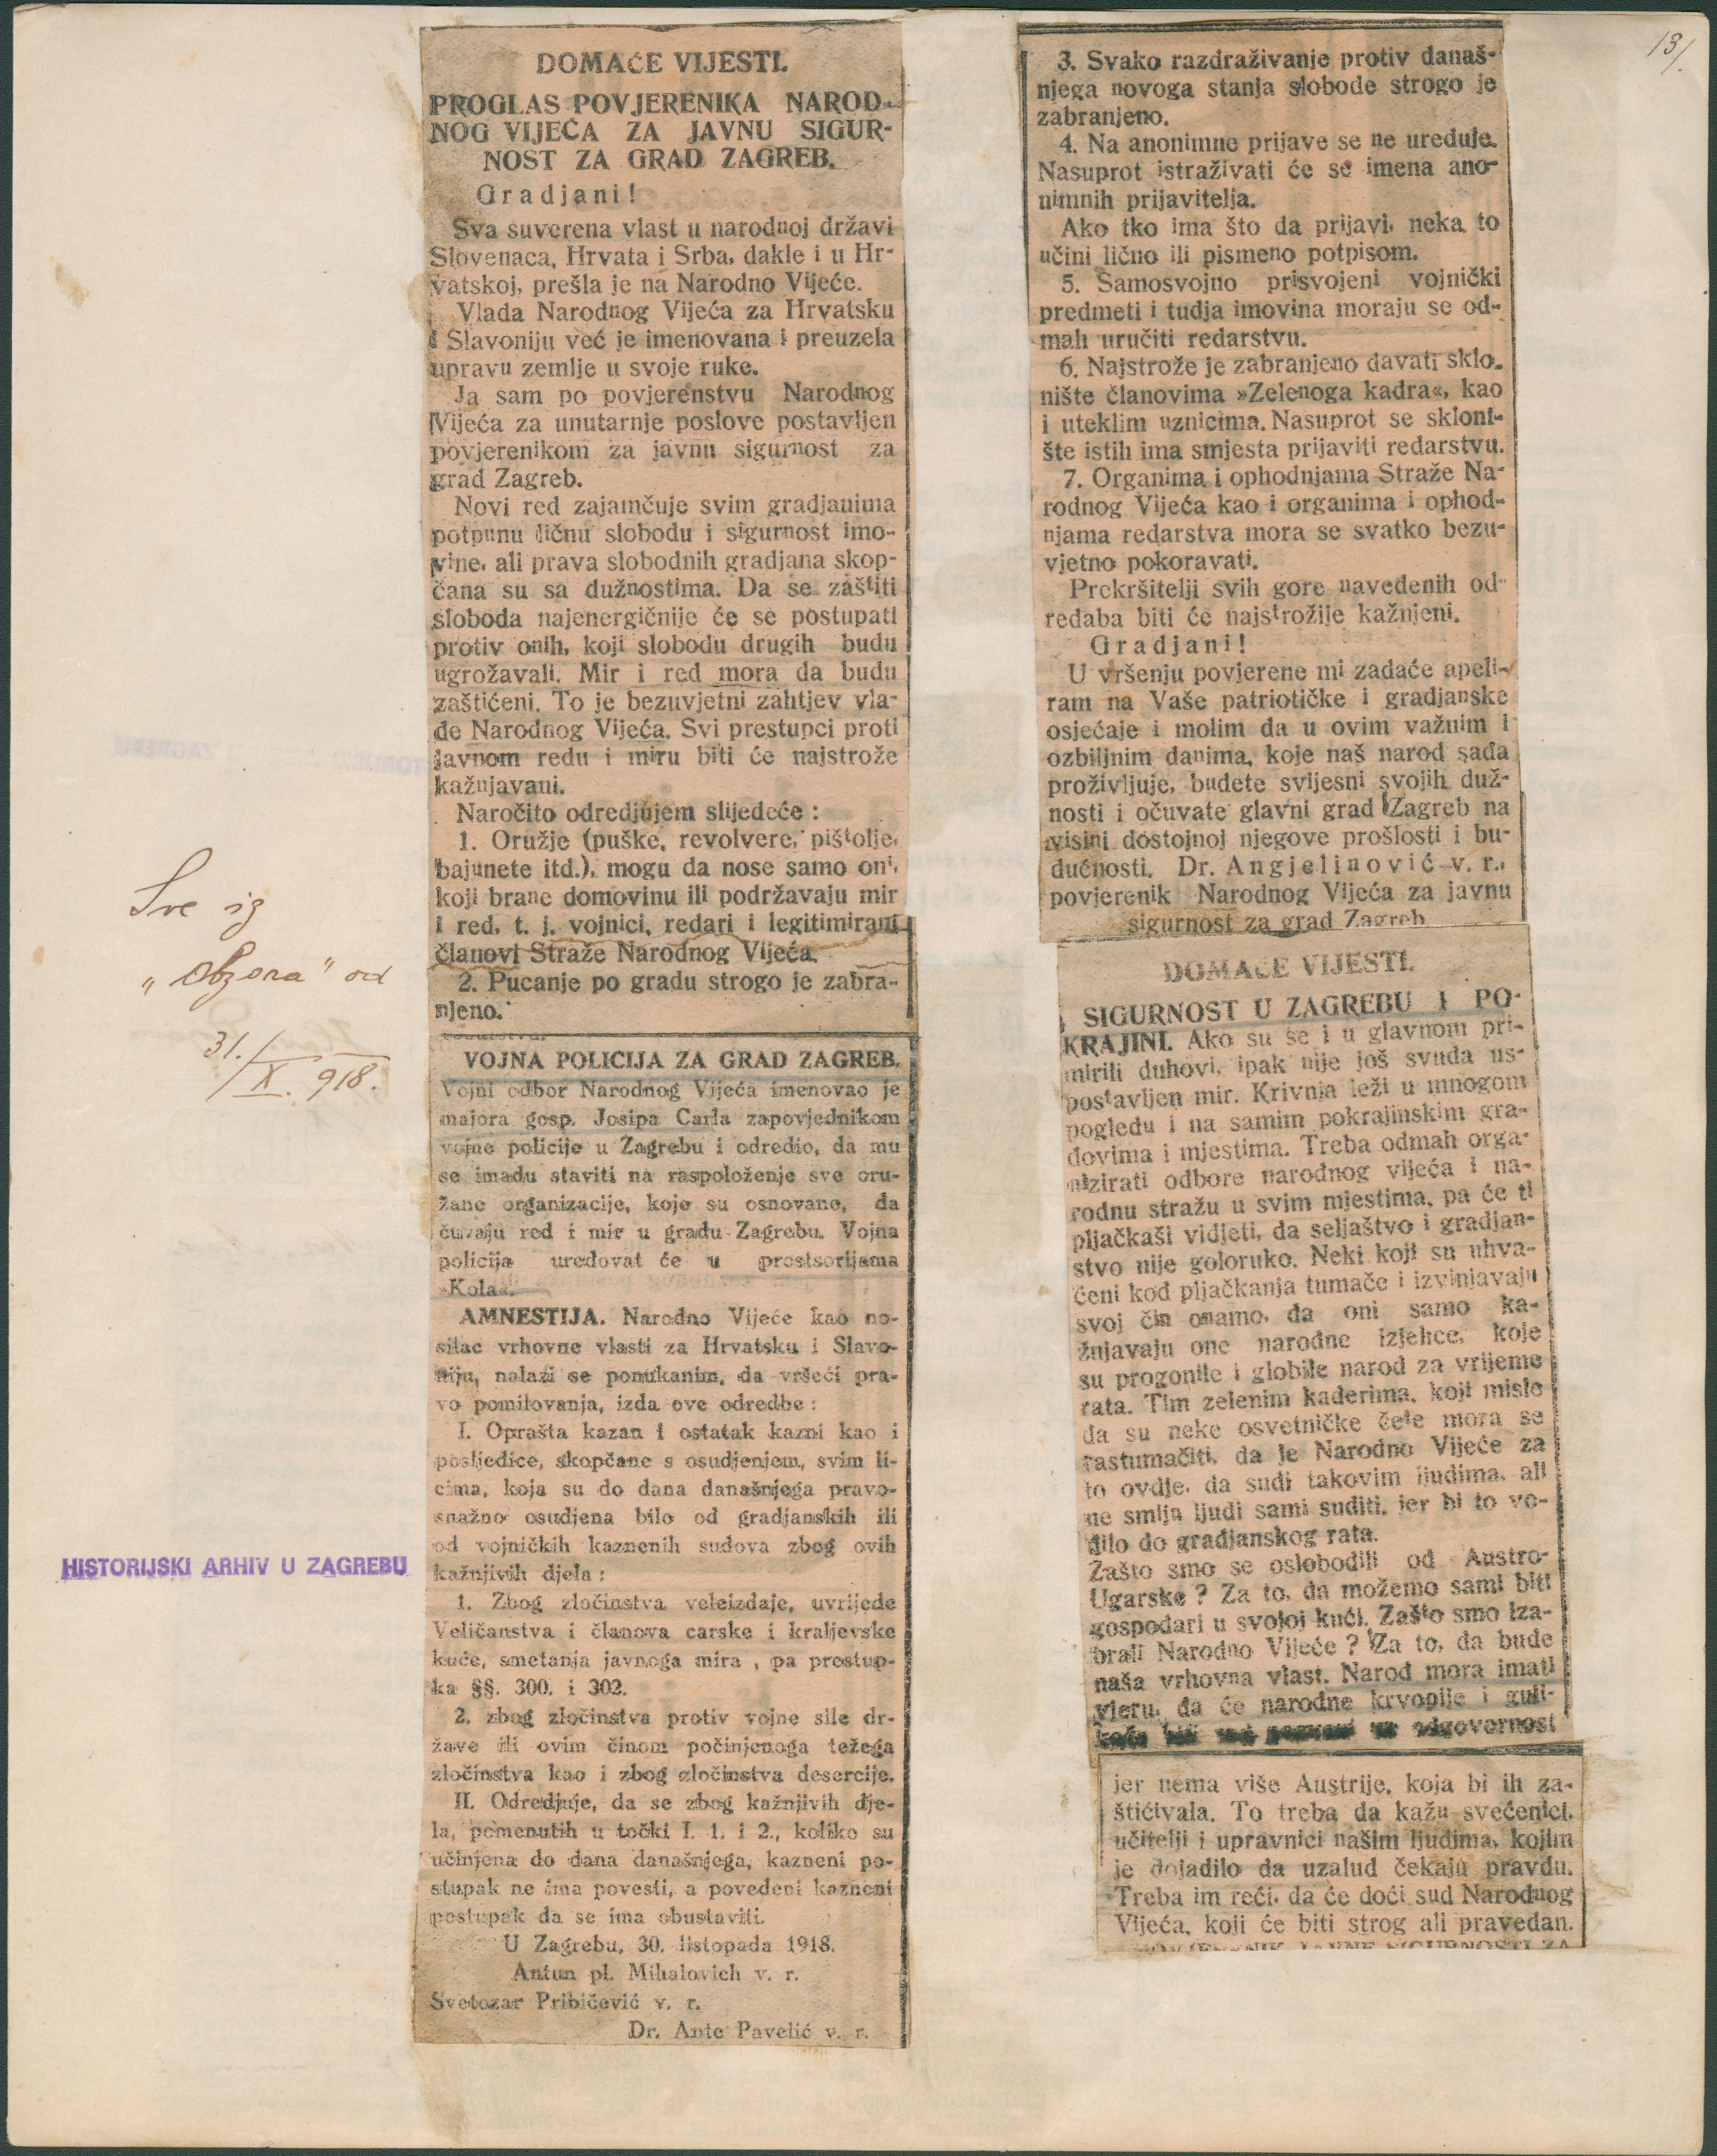 13/.
DOMAĆE VIJESTI.
PROGLAS POVJERENIKA NAROD-
NOG VIJEĆA ZA JAVNU SIGUR-
NOST ZA GRAD ZAGREB.
Gradjani!
Sva suverena vlast u narodnoj državi
Slovenaca, Hrvata i Srba, dakle i u Hr-
vatskoj, prešla je na Narodno Vijeće.
Vlada Narodnog Vijeća za Hrvatsku
i Slavoniju već je imenovana i preuzela
upravu zemlje u svoje ruke.
Ja sam po povjerenstvu Narodnog
Vijeća za unutarnje poslove postavljen
povjerenikom za javnu sigurnost za
grad Zagreb.
Novi red zajamčuje svim gradjanima
potpunu ličnu slobodu i sigurnost imo-
vine, ali prava slobodnih gradjana skop-
čana su sa dužnostima. Da se zaštiti
sloboda najenergičnije će se postupati
protiv onih, koji slobodu drugih budu
ugrožavali. Mir i red mora da budu
zaštićeni. To je bezuvjetni zahtjev vla-
de Narodnog Vijeća. Svi prestupci proti
javnom redu i miru biti će najstrože
kažnjavani.
Naročito odredjujem slijedeće:
1. Oružje (puške, revolvere, pištolje,
bajunete itd.), mogu da nose samo oni,
koji brane domovinu ili podržavaju mir
i red, t. j. vojnici, redari i legitimirani
članovi Straže Narodnog Vijeća.
2. Pucanje po gradu strogo je zabra-
njeno.
VOJNA POLICIJA ZA GRAD ZAGREB.
Vojni odbor Narodnog Vijeća imenovao je
majora gosp. Josipa Carla zapovjednikom
vojne policije u Zagrebu i odredio, da mu
se imadu staviti na raspoloženje sve oru-
žane organizacije, koje su osnovane, da
čuvaju red i mir u gradu Zagrebu. Vojna
policija uredovat će u prostsorijama
»Kola«.
AMNESTIJA. Narodno Vijeće kao no-
silac vrhovne vlasti za Hrvatsku i Slavo-
niju, nalazi se ponukanim, da vršeći pra-
vo pomilovanja, izda ove odredbe:
I. Oprašta kazan i ostatak kazni kao i
posljedice, skopčane s osudjenjem, svim li-
cima, koja su do dana današnjega pravo-
snažno osudjena bilo od gradjanskih ili
od vojničkih kaznenih sudova zbog ovih
kažnjivih djela:
1. Zbog zločinstva veleizdaje, uvrijede
Veličanstva i članova carske i kraljevske
kuće, smetanja javnoga mira, pa prestup-
ka §§. 300. i 302.
2. zbog zločinstva protiv vojne sile dr-
žave ili ovim činom počinjenoga težega
zločinstva kao i zbog zločinstva desercije.
II. Odredjuje, da se zbog kažnjivih dje-
la, pomenutih u točki I. 1. i 2., koliko su
učinjena do dana današnjega, kazneni po-
stupak ne ima povesti, a povedeni kazneni
postupak da se ima obustaviti.
U Zagrebu, 30. listopada 1918.
Antun pl. Mihalovich v. r.
Svetozar Pribičević v. r.
Dr. Ante Pavelić v. r.
3. Svako razdraživanje protiv današ-
njega novoga stanja slobode strogo je
zabranjeno.
4. Na anonimne prijave se ne ureduje.
Nasuprot istraživati će se imena ano-
nimnih prijavitelja.
Ako tko ima što da prijavi, neka to
učini lično ili pismeno potpisom.
5. Samosvojno prisvojeni vojnički
predmeti i tudja imovina moraju se od-
mah uručiti redarstvu.
6. Najstrože je zabranjeno davati sklo-
nište članovima »Zelenoga kadra«, kao
i uteklim uznicima. Nasuprot se skloni-
šte istih ima smjesta prijaviti redarstvu.
7. Organima i ophodnjama Straže Na-
rodnog Vijeća kao i organima i ophod-
njama redarstva mora se svatko bezu-
vjetno pokoravati.
Prekršitelji svih gore navedenih od-
redaba biti će najstrožije kažnjeni.
Gradjani!
U vršenju povjerene mi zadaće apeli-
ram na Vaše patriotičke i gradjanske
osjećaje i molim da u ovim važnim i
ozbiljnim danima, koje naš narod sada
proživljuje, budete svijesni svojih duž-
nosti i očuvate glavni grad Zagreb na
visini dostojnoj njegove prošlosti i bu-
dućnosti. Dr. Angjelinović v. r.,
povjerenik Narodnog Vijeća za javnu
sigurnost za grad Zagreb
DOMAĆE VIJESTI.
SIGURNOST U ZAGREBU I PO-
KRAJINI. Ako su se i u glavnom pri-
mirili duhovi, ipak nije još svuda us-
postavljen mir. Krivnja leži u mnogom
pogledu i na samim pokrajinskim gra-
dovima i mjestima. Treba odmah orga-
nizirati odbore narodnog vijeća i na-
rodnu stražu u svim mjestima, pa će ti
pljačkaši vidjeti, da seljaštvo i gradjan-
stvo nije goloruko. Neki koji su uhva-
ćeni kod pljačkanja tumače i izvinjavaju
svoj čin onamo, da oni samo ka-
žnjavaju one narodne izjelice, koje
su progonile i globile narod za vrijeme
rata. Tim zelenim kaderima, koji misle
da su neke osvetničke čete mora se
rastumačiti, da je Narodno Vijeće za
to ovdje, da sudi takovim ljudima, ali
ne smiju ljudi sami suditi, jer bi to vo-
dilo do gradjanskog rata.
Zašto smo se oslobodili od Austro-
Ugarske? Za to, da možemo sami biti
gospodari u svojoj kući. Zašto smo iza-
brali Narodno Vijeće? Za to, da bude
naša vrhovna vlast. Narod mora imati
vjeru, da će narodne krvopije i guli-
odgovornost
jer nema više Austrije, koja bi ih za-
štićivala. To treba da kažu svećenici,
učitelji i upravnici našim ljudima, kojim
je dojadilo da uzalud čekaju pravdu.
Treba im reći, da će doći sud Narodnog
Vijeća, koji će biti strog ali pravedan.
Sve iz
„Obzora" od
31./X. 918.
HISTORIJSKI ARHIV U ZAGREBU